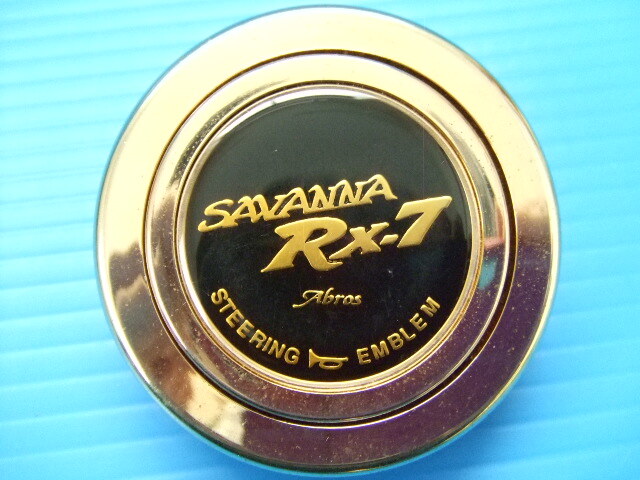 SAVANNA
RX-7
Abros
STEERING EMBLEM